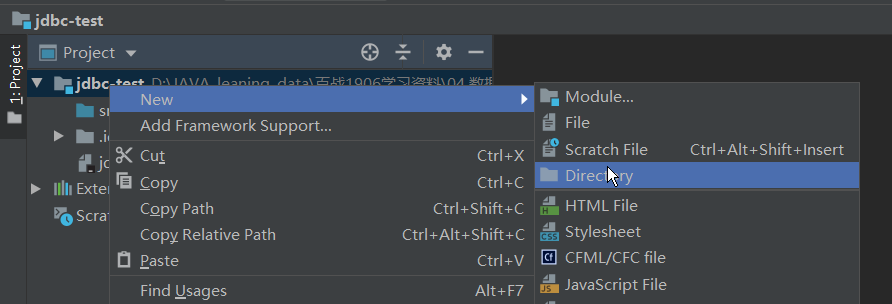 jdbc-test
1: Project
Project
jdbc-test D:\JAVA_leaning_data\百战1906学习资料\04 数据
New
Add Framework Support...
Cut Ctrl+X
Copy Ctrl+C
Copy Path Ctrl+Shift+C
Copy Relative Path Ctrl+Alt+Shift+C
Paste Ctrl+V
Find Usages Alt+F7
Module...
File
Scratch File Ctrl+Alt+Shift+Insert
Directory
HTML File
Stylesheet
CFML/CFC file
JavaScript File
sr
.i
jc
Exter
Scrat